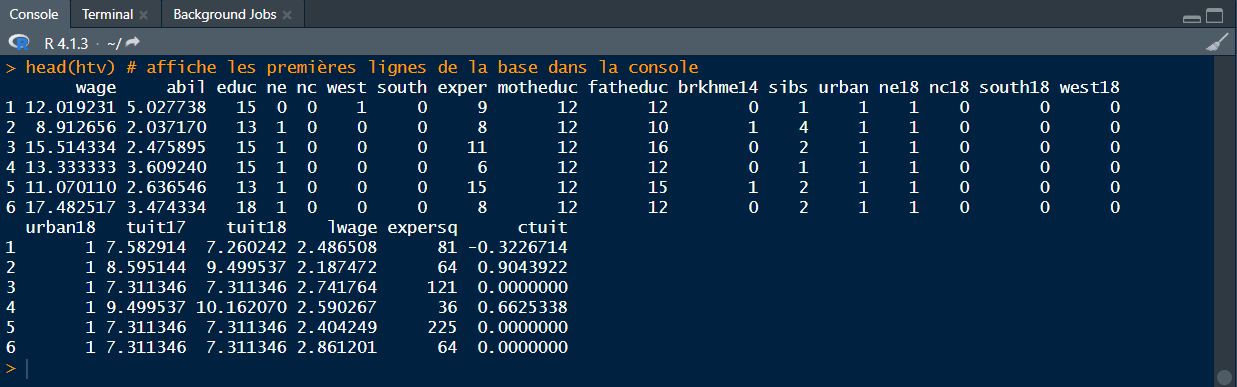 Console Terminal Background Jobs
R 4.1.3 · ~/
> head(htv) # affiche les premières lignes de la base dans la console
wage abil educ ne nc west south exper motheduc fatheduc brkhme14 sibs urban ne18 nc18 south18 west18
1 12.019231 5.027738 15 0 0 1 0 9 12 12 0 1 1 1 0 0 0
2 8.912656 2.037170 13 1 0 0 0 8 12 10 1 4 1 1 0 0 0
3 15.514334 2.475895 15 1 0 0 0 11 12 16 0 2 1 1 0 0 0
4 13.333333 3.609240 15 1 0 0 0 6 12 12 0 1 1 1 0 0 0
5 11.070110 2.636546 13 1 0 0 0 15 12 15 1 2 1 1 0 0 0
6 17.482517 3.474334 18 1 0 0 0 8 12 12 0 2 1 1 0 0 0
urban18 tuit17 tuit18 lwage expersq ctuit
1 1 7.582914 7.260242 2.486508 81 -0.3226714
2 1 8.595144 9.499537 2.187472 64 0.9043922
3 1 7.311346 7.311346 2.741764 121 0.0000000
4 1 9.499537 10.162070 2.590267 36 0.6625338
5 1 7.311346 7.311346 2.404249 225 0.0000000
6 1 7.311346 7.311346 2.861201 64 0.0000000
>